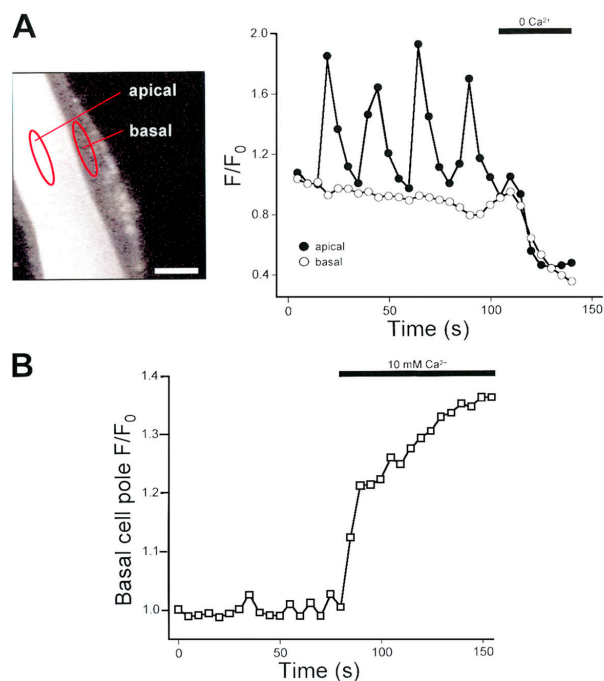 A
apical
basal
F/F0
2.0
1.6
1.2
0.8
0.4
0 Ca2+
apical
basal
0
50
100
150
Time (s)
B
10 mM Ca2+
Basal cell pole F/F0
1.4
1.3
1.2
1.1
1.0
0
50
100
150
Time (s)